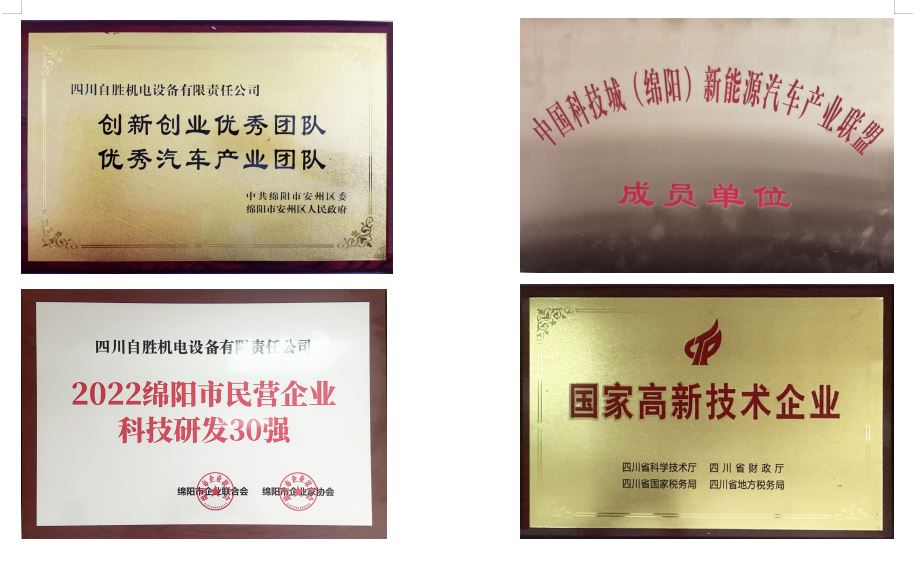 四川自胜机电设备有限责任公司
创新创业优秀团队
优秀汽车产业团队
中共绵阳市安州区委
绵阳市安州区人民政府
中国科技城（绵阳）新能源汽车产业联盟
成员单位
四川自胜机电设备有限责任公司
2022绵阳市民营企业
科技研发30强
绵阳市企业联合会 绵阳市企业家协会
国家高新技术企业
四川省科学技术厅 四川省财政厅
四川省国家税务局 四川省地方税务局